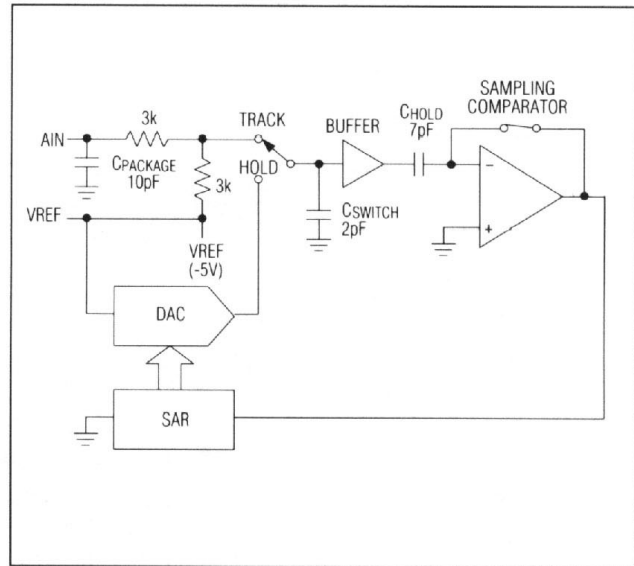 SAMPLING
COMPARATOR
CHOLD
7pF
3k
TRACK
BUFFER
AIN
CPACKAGE
10pF
HOLD
3k
CSWITCH
2pF
VREF
VREF
(-5V)
DAC
SAR
−
+